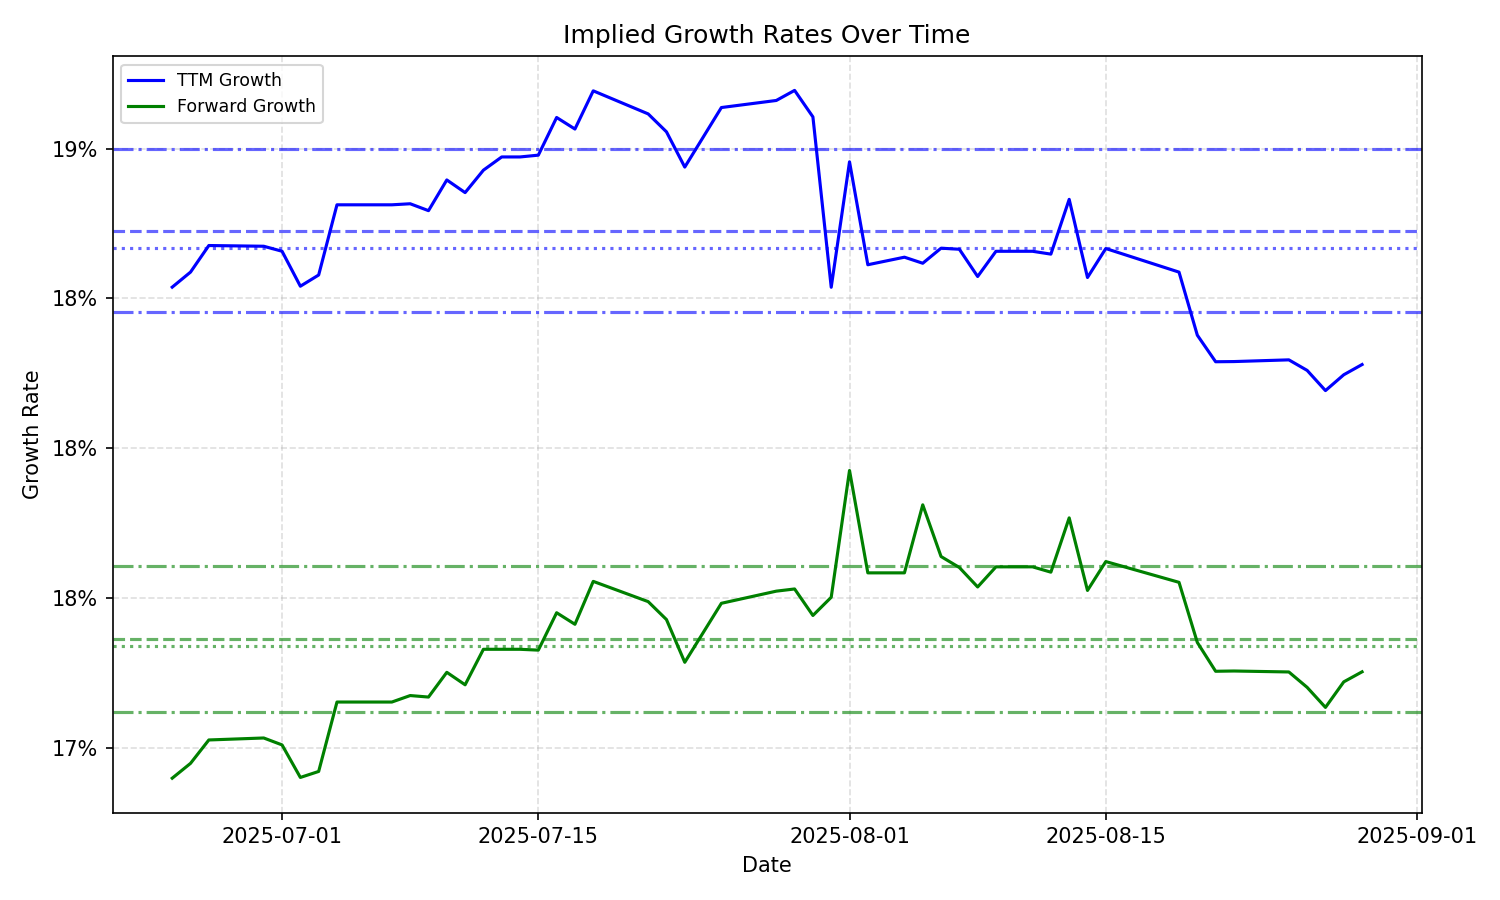 Implied Growth Rates Over Time
TTM Growth
Forward Growth
19%
18%
18%
18%
17%
Growth Rate
2025-07-01
2025-07-15
2025-08-01
2025-08-15
2025-09-01
Date